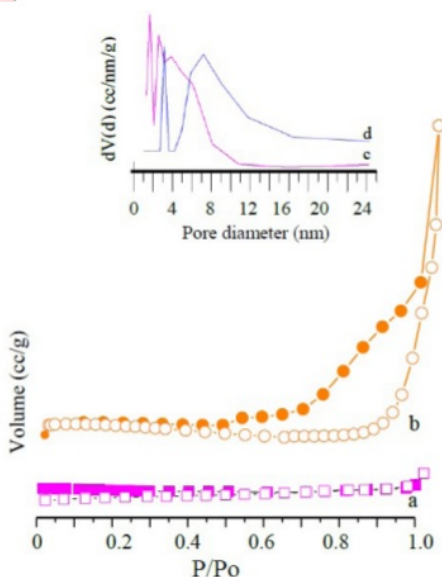 dV(d) (cc/nm/g)
d
c
0 4 8 12 16 20 24
Pore diameter (nm)
Volume (cc/g)
b
a
0 0.2 0.4 0.6 0.8 1.0
P/Po